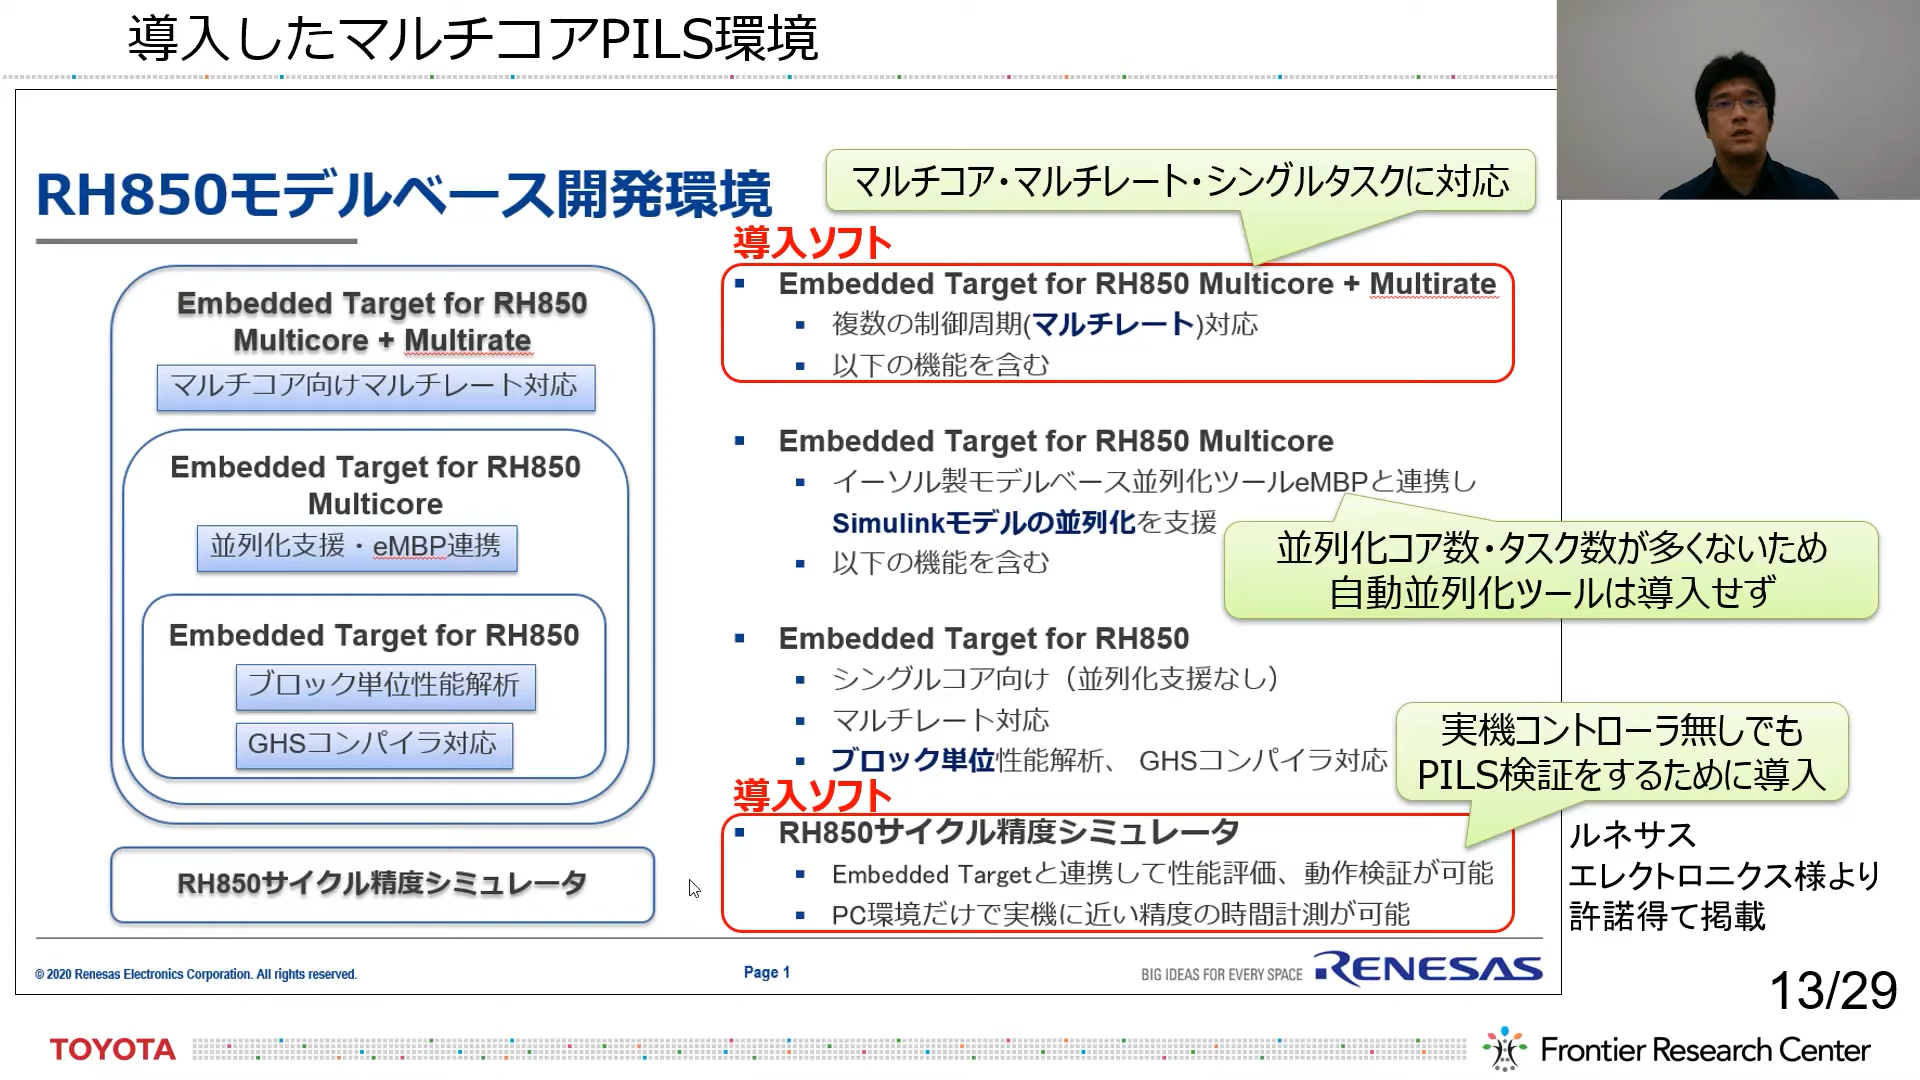 導入したマルチコアPILS環境
RH850モデルベース開発環境
マルチコア・マルチレート・シングルタスクに対応
Embedded Target for RH850
Multicore + Multirate
マルチコア向けマルチレート対応
Embedded Target for RH850
Multicore
並列化支援・eMBP連携
Embedded Target for RH850
ブロック単位性能解析
GHSコンパイラ対応
RH850サイクル精度シミュレータ
導入ソフト
▪ Embedded Target for RH850 Multicore + Multirate
▪ 複数の制御周期(マルチレート)対応
▪ 以下の機能を含む
▪ Embedded Target for RH850 Multicore
▪ イーソル製モデルベース並列化ツールeMBPと連携し
Simulinkモデルの並列化を支援
▪ 以下の機能を含む
並列化コア数・タスク数が多くないため
自動並列化ツールは導入せず
▪ Embedded Target for RH850
▪ シングルコア向け（並列化支援なし）
▪ マルチレート対応
▪ ブロック単位性能解析、 GHSコンパイラ対応
実機コントローラ無しでも
PILS検証をするために導入
導入ソフト
▪ RH850サイクル精度シミュレータ
▪ Embedded Targetと連携して性能評価、動作検証が可能
▪ PC環境だけで実機に近い精度の時間計測が可能
ルネサス
エレクトロニクス様より
許諾得て掲載
© 2020 Renesas Electronics Corporation. All rights reserved.
Page 1
BIG IDEAS FOR EVERY SPACE
RENESAS
13/29
TOYOTA
Frontier Research Center